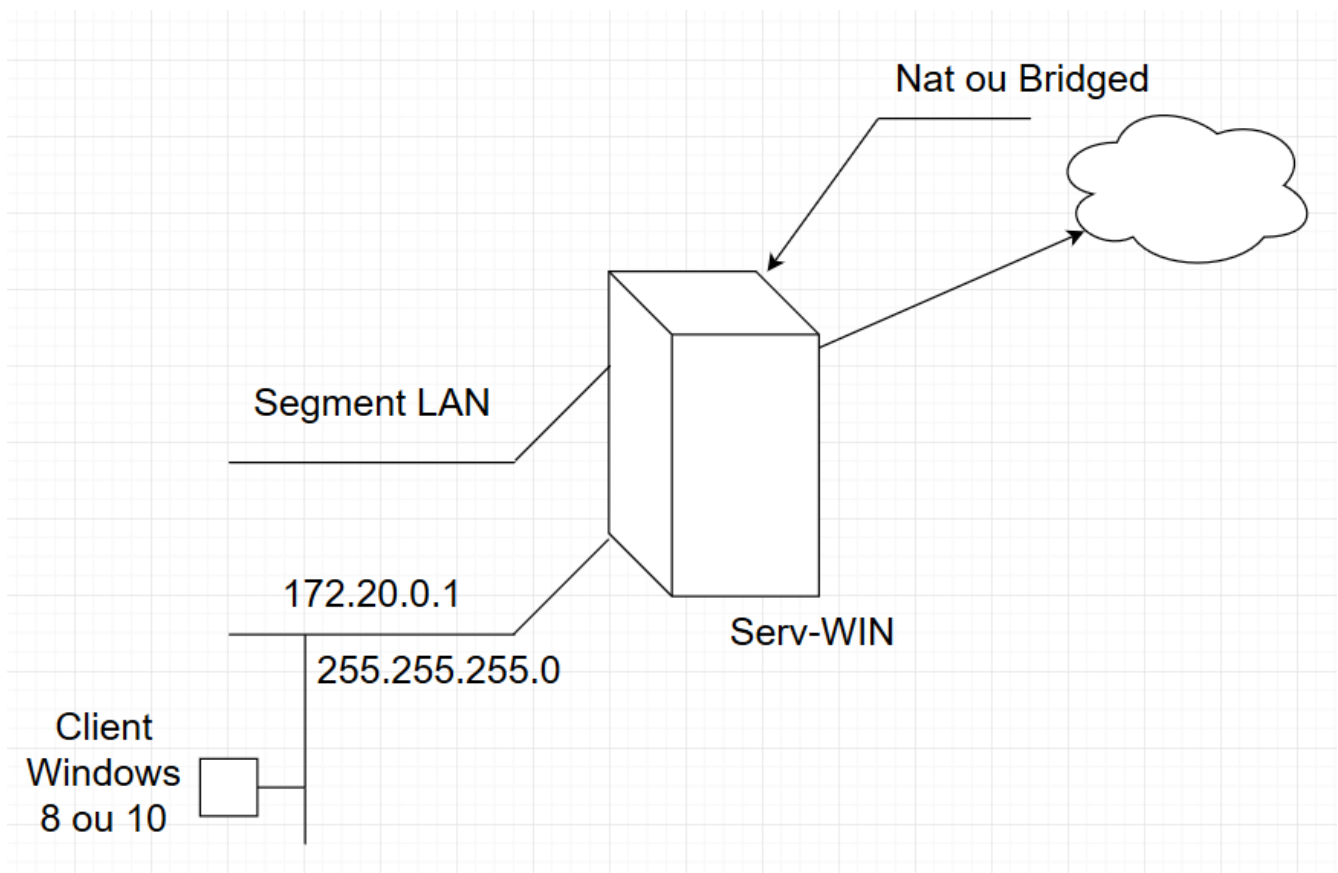 Nat ou Bridged
Segment LAN
172.20.0.1
255.255.255.0
Serv-WIN
Client
Windows
8 ou 10